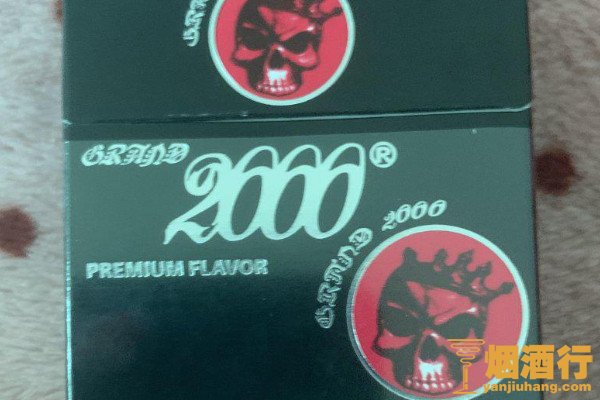 GRAND
GRAND
2000®
PREMIUM FLAVOR
GRAND 2000
烟酒行
yanjiuhang.com